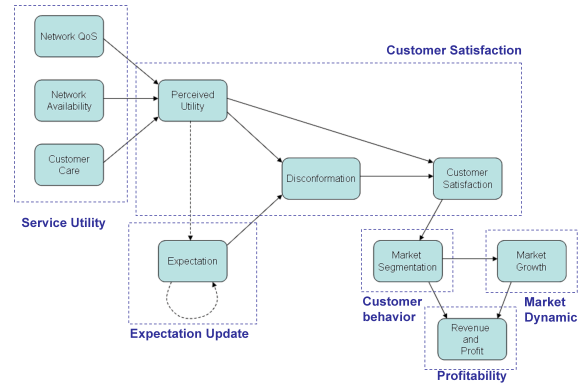 Network QoS
Customer Satisfaction
Network
Availability
Perceived
Utility
Customer
Care
Disconformation
Customer
Satisfaction
Service Utility
Expectation
Market
Segmentation
Market
Growth
Customer
behavior
Market
Dynamic
Expectation Update
Revenue
and
Profit
Profitability